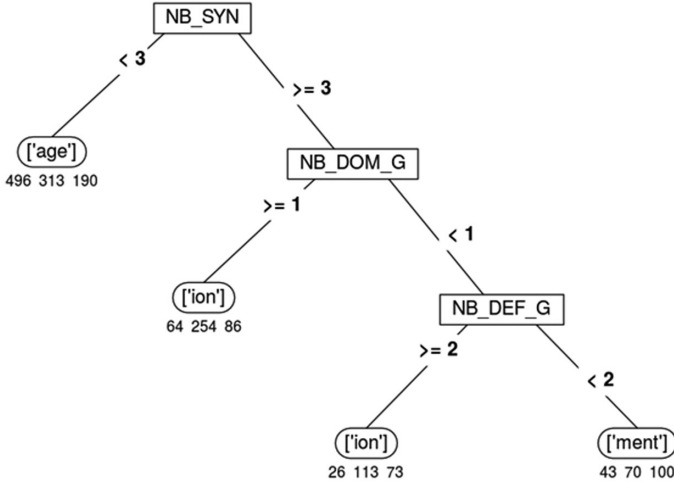 NB_SYN
< 3
>= 3
['age']
496 313 190
NB_DOM_G
>= 1
< 1
['ion']
64 254 86
NB_DEF_G
>= 2
< 2
['ion']
26 113 73
['ment']
43 70 100